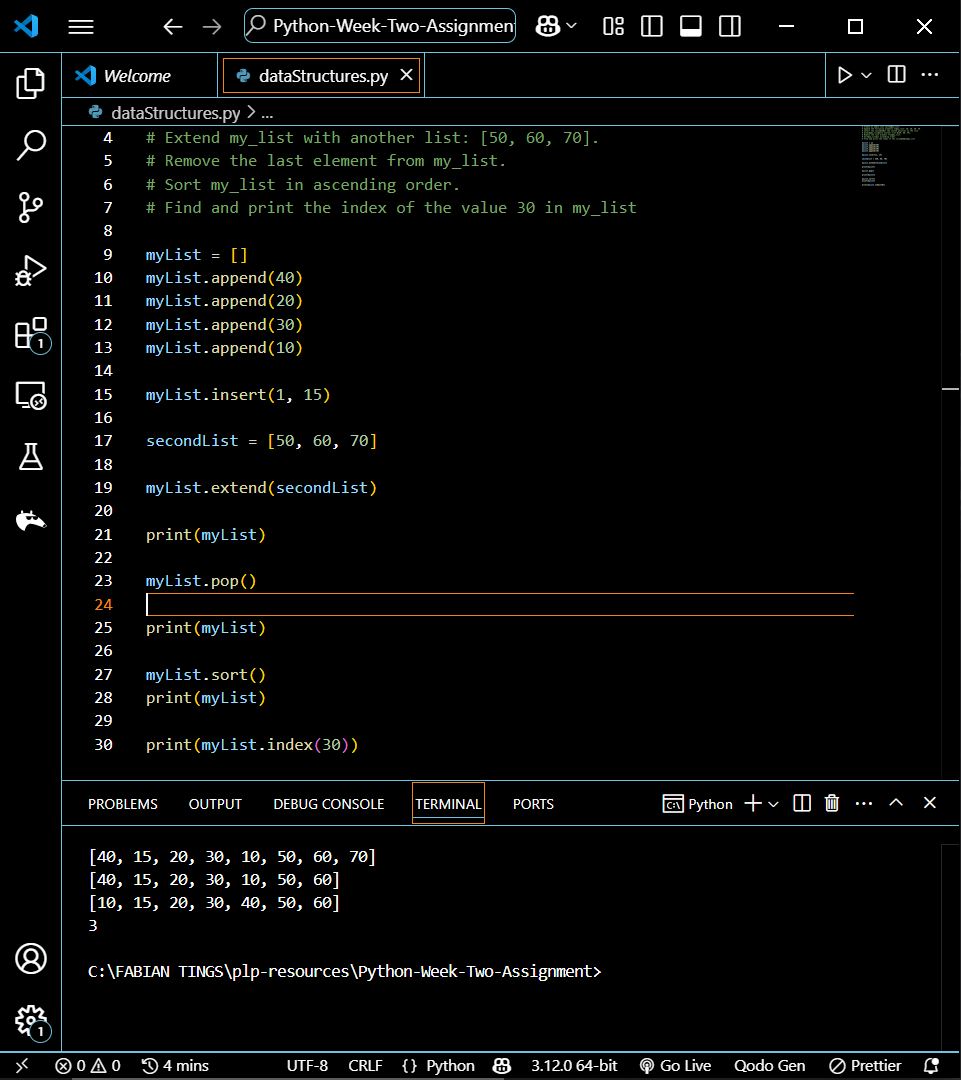 Python-Week-Two-Assignmen
Welcome
dataStructures.py
dataStructures.py > ...
4 # Extend my_list with another list: [50, 60, 70].
5 # Remove the last element from my_list.
6 # Sort my_list in ascending order.
7 # Find and print the index of the value 30 in my_list
8
9 myList = []
10 myList.append(40)
11 myList.append(20)
12 myList.append(30)
13 myList.append(10)
14
15 myList.insert(1, 15)
16
17 secondList = [50, 60, 70]
18
19 myList.extend(secondList)
20
21 print(myList)
22
23 myList.pop()
24
25 print(myList)
26
27 myList.sort()
28 print(myList)
29
30 print(myList.index(30))
1
PROBLEMS OUTPUT DEBUG CONSOLE TERMINAL PORTS Python
[40, 15, 20, 30, 10, 50, 60, 70]
[40, 15, 20, 30, 10, 50, 60]
[10, 15, 20, 30, 40, 50, 60]
3
C:\FABIAN TINGS\plp-resources\Python-Week-Two-Assignment>
1
0 0 4 mins UTF-8 CRLF {} Python 3.12.0 64-bit Go Live Qodo Gen Prettier